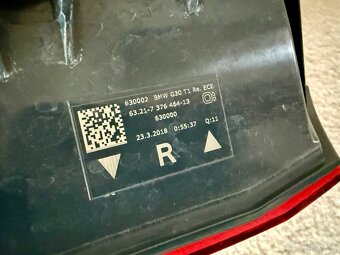 630002 BMW G30 T1 Re. ECE
63.21-7 376 464-13
630000
23.3.2018 0:55:37 Q:11
R